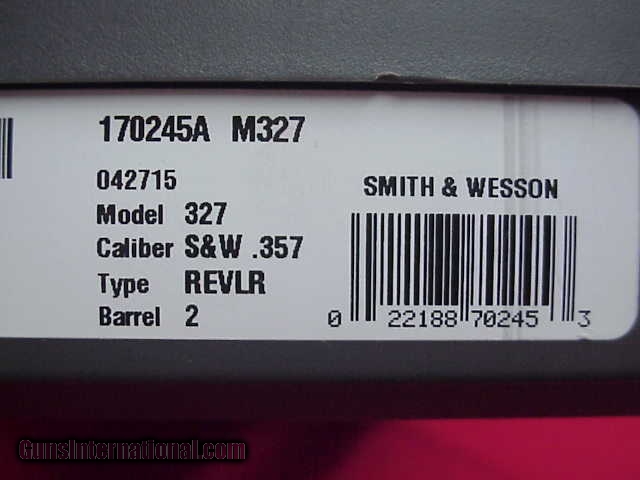 170245A M327
042715
Model 327
Caliber S&W .357
Type REVLR
Barrel 2
SMITH & WESSON
0 22188 70245 3
GunsInternational.com